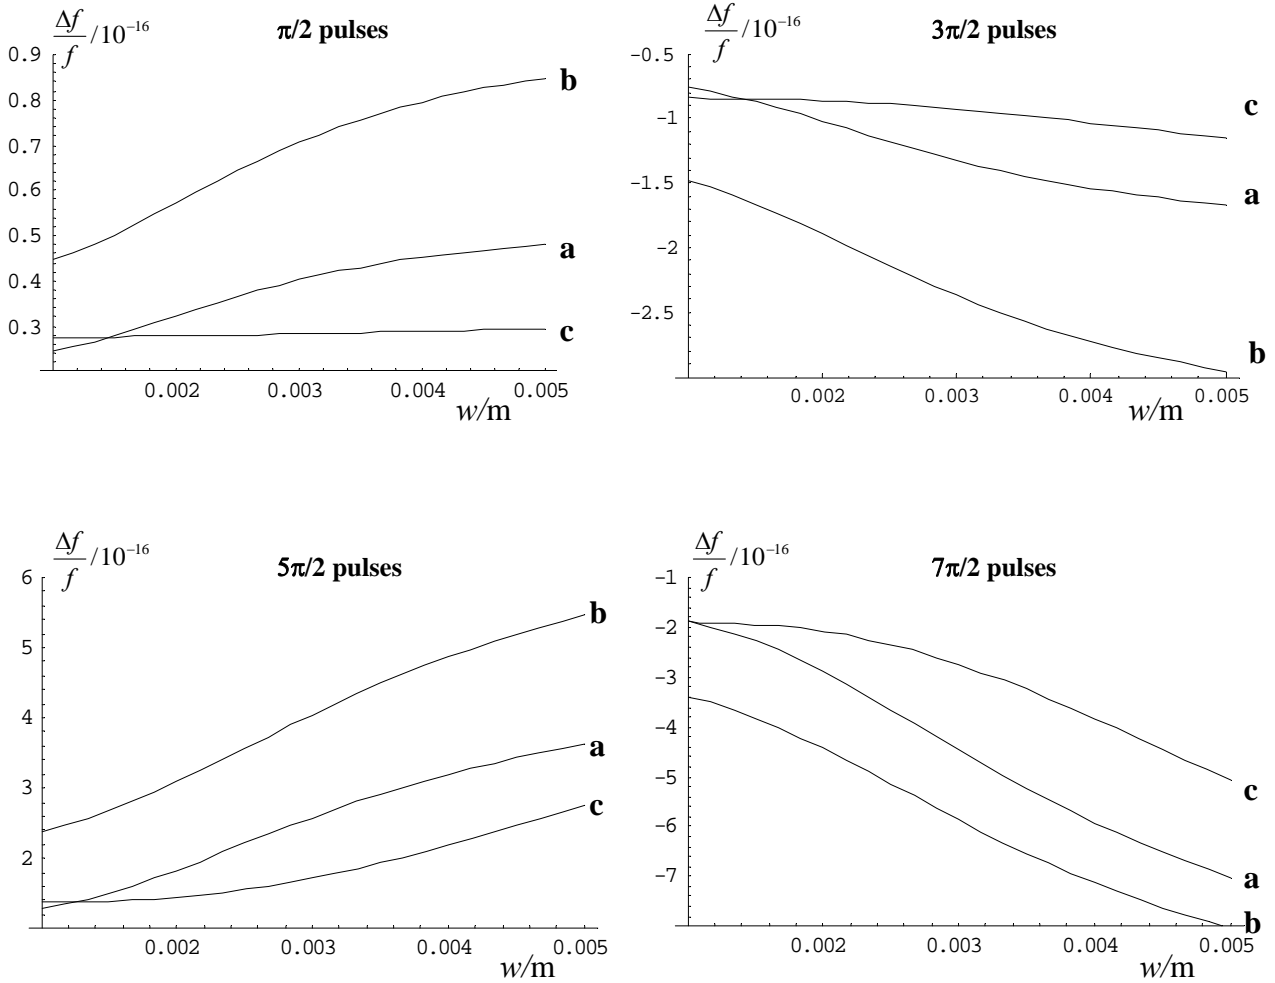 Δf/f /10⁻¹⁶
π/2 pulses
0.9
0.8
0.7
0.6
0.5
0.4
0.3
b
a
c
0.002 0.003 0.004 0.005
w/m
Δf/f /10⁻¹⁶
3π/2 pulses
-0.5
-1
-1.5
-2
-2.5
c
a
b
0.002 0.003 0.004 0.005
w/m
Δf/f /10⁻¹⁶
5π/2 pulses
6
5
4
3
2
b
a
c
0.002 0.003 0.004 0.005
w/m
Δf/f /10⁻¹⁶
7π/2 pulses
-1
-2
-3
-4
-5
-6
-7
c
a
b
0.002 0.003 0.004 0.005
w/m